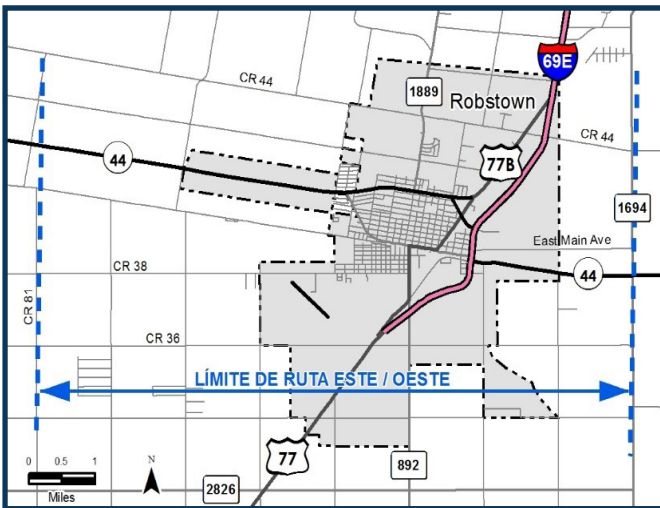 69E
CR 44
1889
Robstown
44
77B
CR 44
1694
East Main Ave
CR 38
44
CR 81
CR 36
LÍMITE DE RUTA ESTE / OESTE
0 0.5 1
Miles
N
77
892
2826